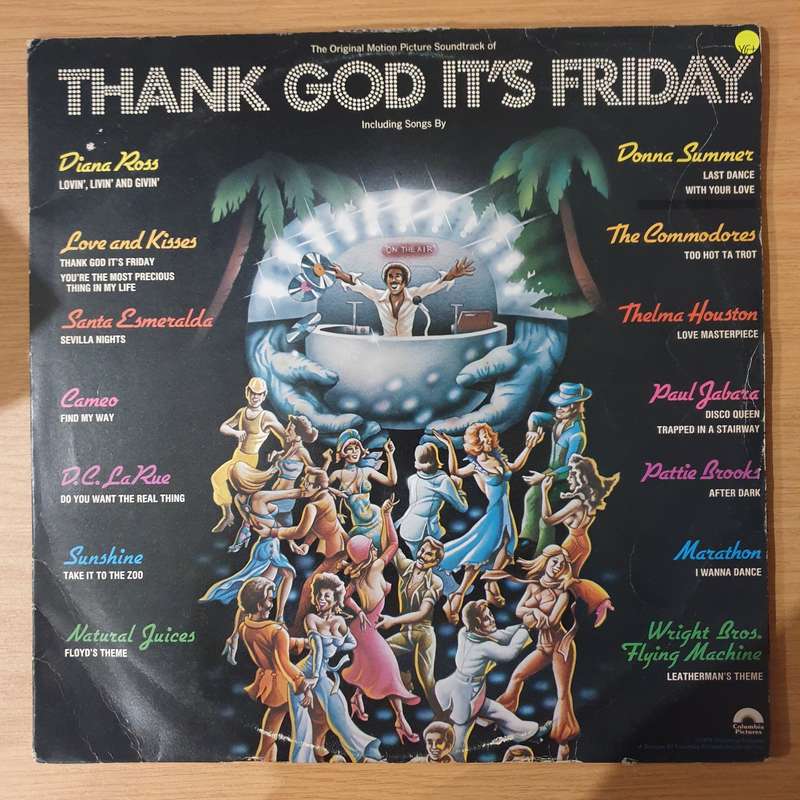 The Original Motion Picture Soundtrack of
THANK GOD IT'S FRIDAY.
Including Songs By
Diana Ross
LOVIN', LIVIN' AND GIVIN'
Love and Kisses
THANK GOD IT'S FRIDAY
YOU'RE THE MOST PRECIOUS
THING IN MY LIFE
Santa Esmeralda
SEVILLA NIGHTS
Cameo
FIND MY WAY
D.C. LaRue
DO YOU WANT THE REAL THING
Sunshine
TAKE IT TO THE ZOO
Natural Juices
FLOYD'S THEME
ON THE AIR
Donna Summer
LAST DANCE
WITH YOUR LOVE
The Commodores
TOO HOT TA TROT
Thelma Houston
LOVE MASTERPIECE
Paul Jabara
DISCO QUEEN
TRAPPED IN A STAIRWAY
Pattie Brooks
AFTER DARK
Marathon
I WANNA DANCE
Wright Bros.
Flying Machine
LEATHERMAN'S THEME
Columbia
Pictures